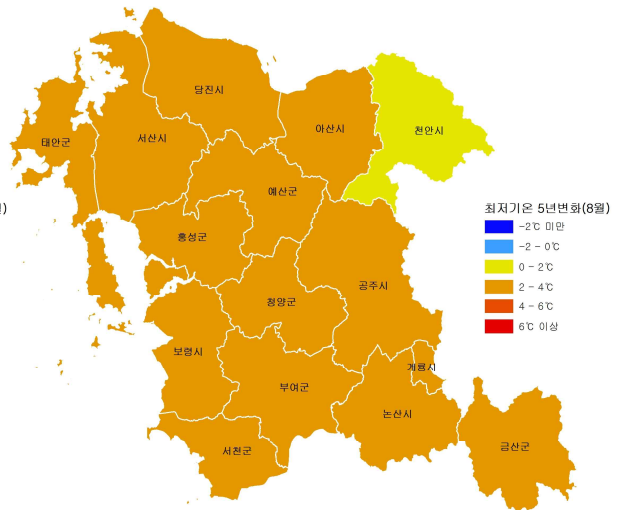 당진시
아산시
천안시
태안군
서산시
예산군
홍성군
공주시
청양군
보령시
계룡시
부여군
논산시
서천군
금산군
)
최저기온 5년변화(8월)
-2℃ 미만
-2 - 0℃
0 - 2℃
2 - 4℃
4 - 6℃
6℃ 이상